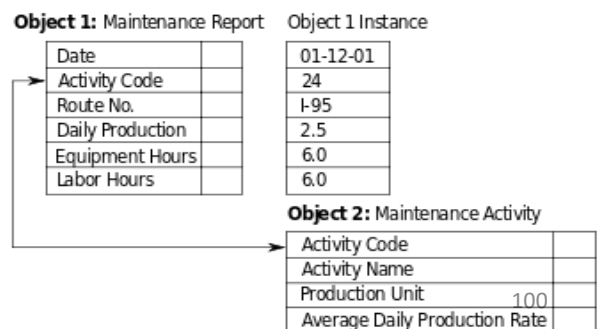 Object 1: Maintenance Report Object 1 Instance
Date 01-12-01
Activity Code 24
Route No. I-95
Daily Production 2.5
Equipment Hours 6.0
Labor Hours 6.0
Object 2: Maintenance Activity
Activity Code
Activity Name
Production Unit 100
Average Daily Production Rate